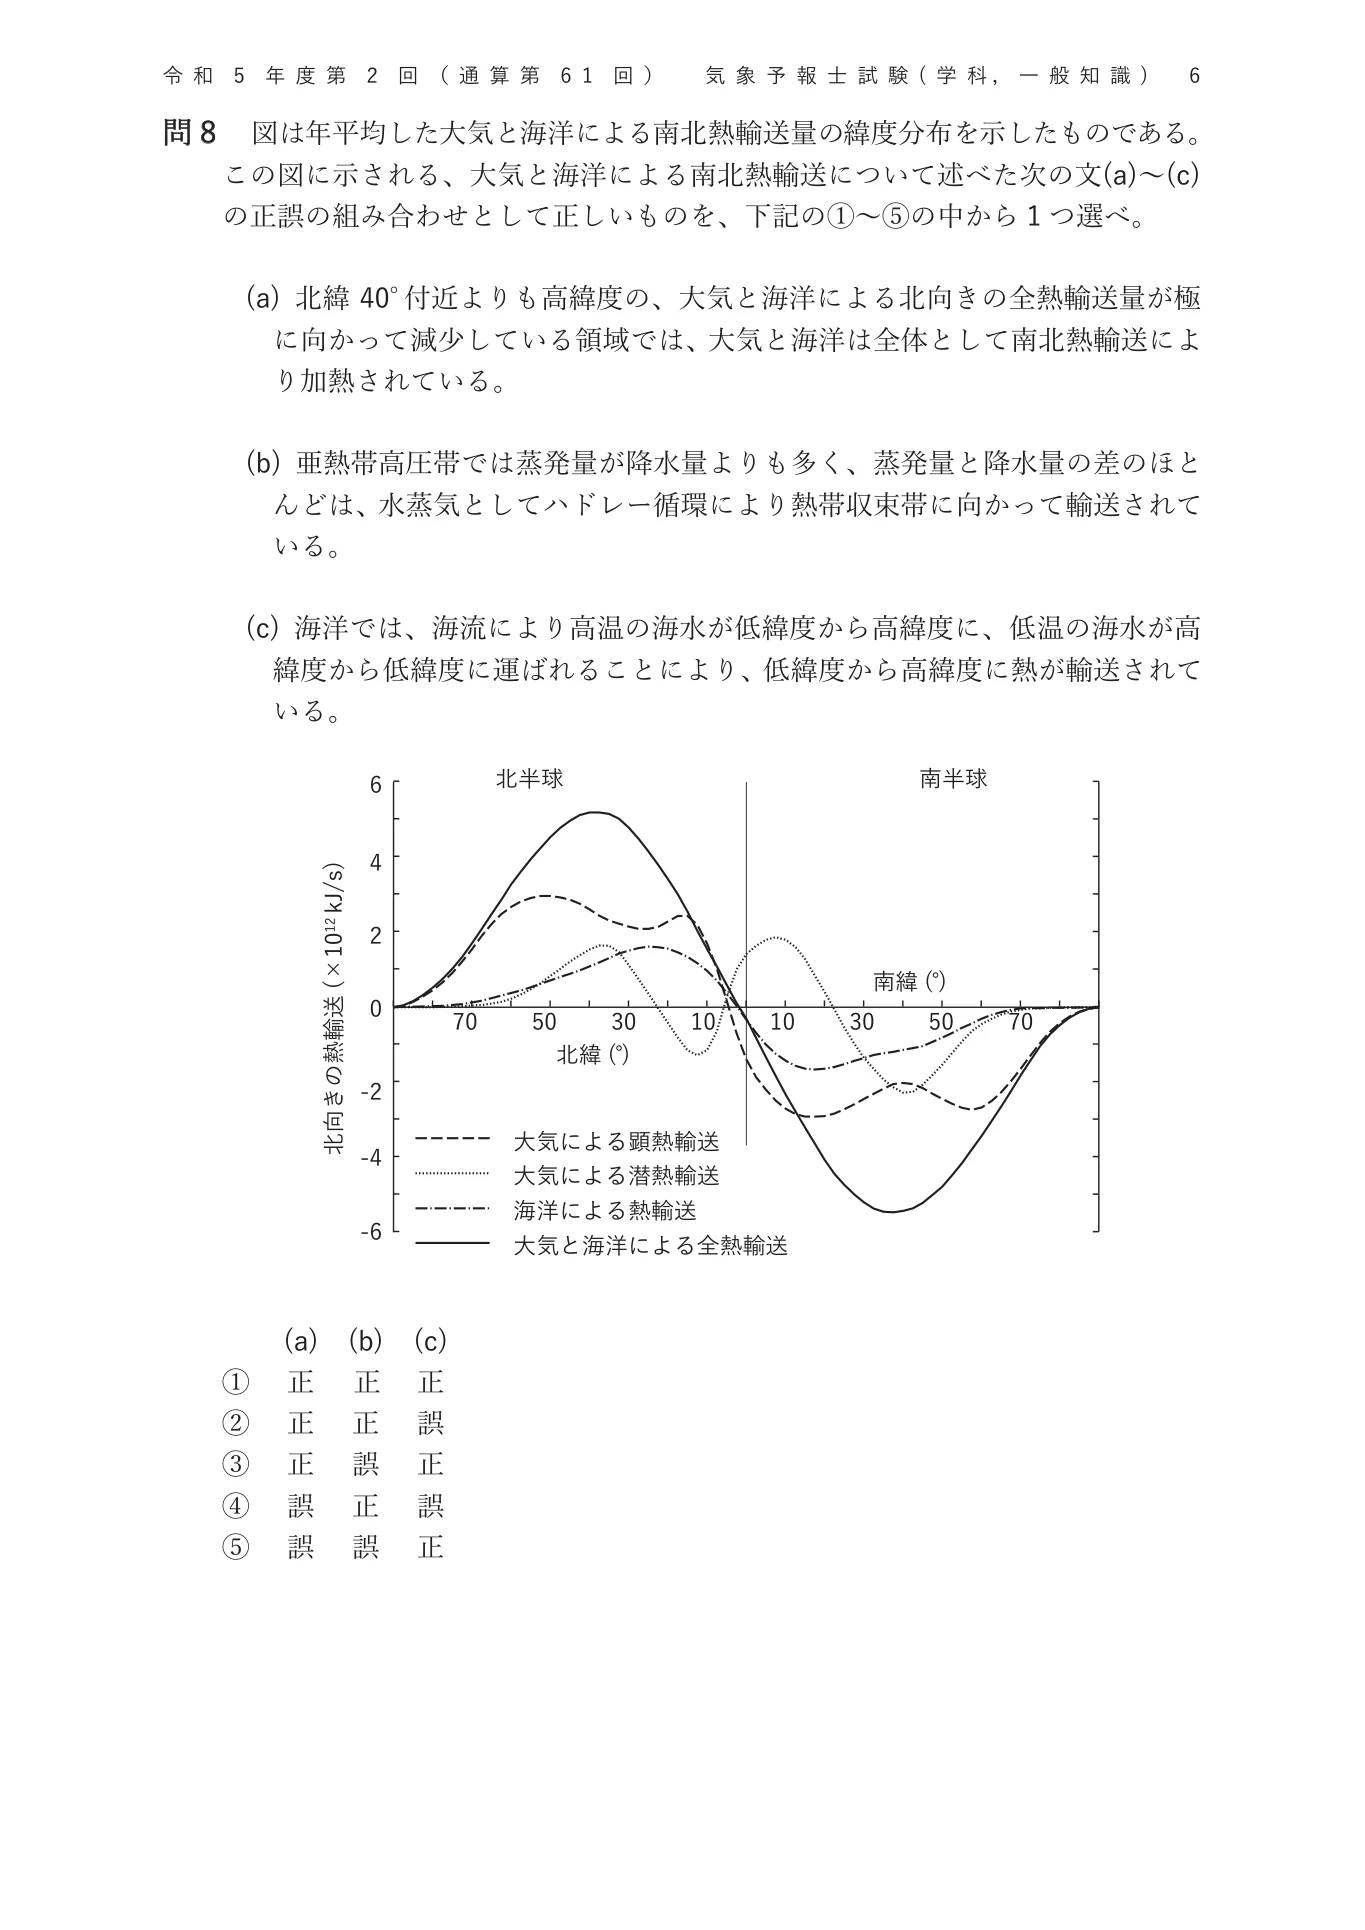 令和5年度第2回(通算第61回) 気象予報士試験(学科, 一般知識) 6
問8 図は年平均した大気と海洋による南北熱輸送量の緯度分布を示したものである。
この図に示される、大気と海洋による南北熱輸送について述べた次の文(a)〜(c)
の正誤の組み合わせとして正しいものを、下記の①〜⑤の中から1つ選べ。
(a) 北緯 40°付近よりも高緯度の、大気と海洋による北向きの全熱輸送量が極
に向かって減少している領域では、大気と海洋は全体として南北熱輸送によ
り加熱されている。
(b) 亜熱帯高圧帯では蒸発量が降水量よりも多く、蒸発量と降水量の差のほと
んどは、水蒸気としてハドレー循環により熱帯収束帯に向かって輸送されて
いる。
(c) 海洋では、海流により高温の海水が低緯度から高緯度に、低温の海水が高
緯度から低緯度に運ばれることにより、低緯度から高緯度に熱が輸送されて
いる。
北半球 南半球
北向きの熱輸送(×10¹² kJ/s)
6
4
2
0
-2
-4
-6
南緯(°)
70 50 30 10 10 30 50 70
北緯(°)
大気による顕熱輸送
大気による潜熱輸送
海洋による熱輸送
大気と海洋による全熱輸送
(a) (b) (c)
① 正 正 正
② 正 正 誤
③ 正 誤 正
④ 誤 正 誤
⑤ 誤 誤 正